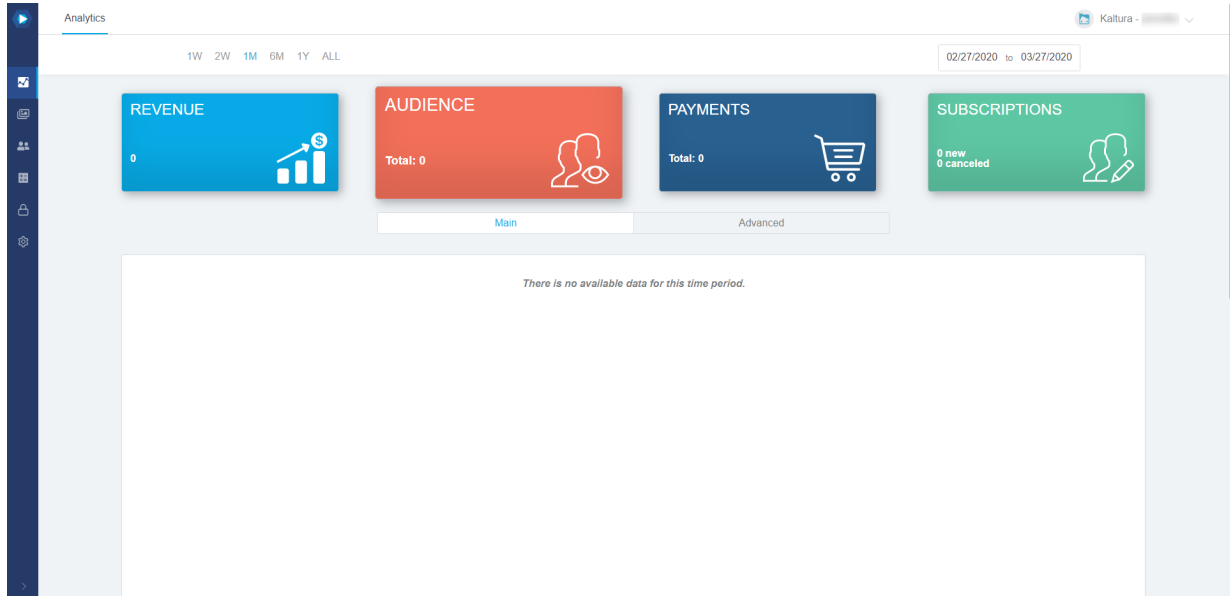 Analytics
Kaltura -
1W 2W 1M 6M 1Y ALL
02/27/2020 to 03/27/2020
REVENUE
0
$
AUDIENCE
Total: 0
PAYMENTS
Total: 0
SUBSCRIPTIONS
0 new
0 canceled
Main
Advanced
There is no available data for this time period.